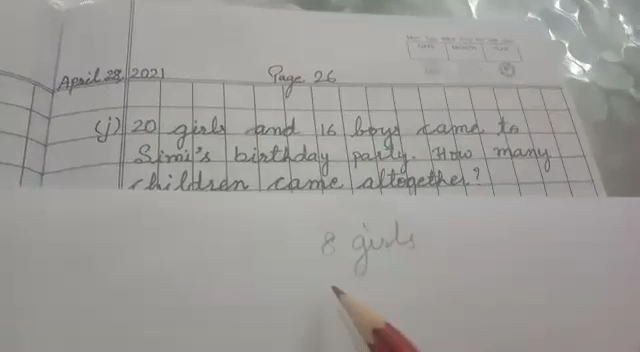 April 28, 2021 Page 26
(j) 20 girls and 16 boys came to
Simi's birthday party. How many
children came altogether?
8 girls